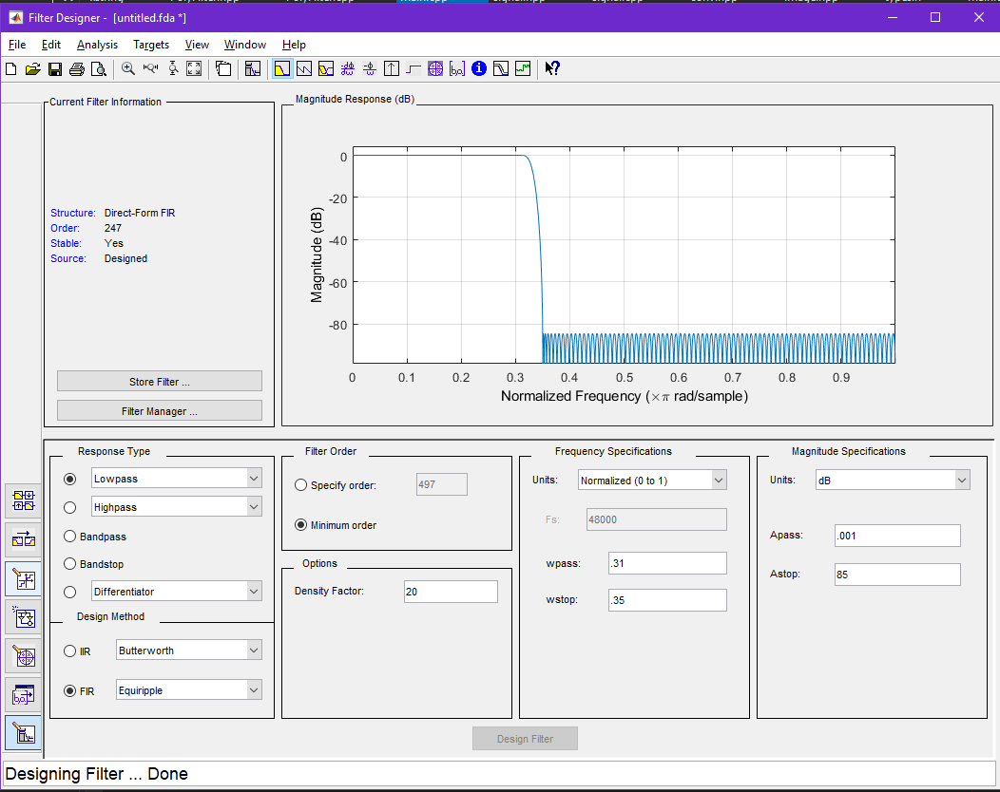 Filter Designer - [untitled.fda *]
File Edit Analysis Targets View Window Help
Current Filter Information
Structure: Direct-Form FIR
Order: 247
Stable: Yes
Source: Designed
Store Filter ...
Filter Manager ...
Magnitude Response (dB)
0
-20
-40
-60
-80
Magnitude (dB)
0 0.1 0.2 0.3 0.4 0.5 0.6 0.7 0.8 0.9
Normalized Frequency (×π rad/sample)
Response Type
Lowpass
Highpass
Bandpass
Bandstop
Differentiator
Design Method
IIR Butterworth
FIR Equiripple
Filter Order
Specify order: 497
Minimum order
Options
Density Factor: 20
Frequency Specifications
Units: Normalized (0 to 1)
Fs: 48000
wpass: .31
wstop: .35
Magnitude Specifications
Units: dB
Apass: .001
Astop: 85
Design Filter
Designing Filter ... Done